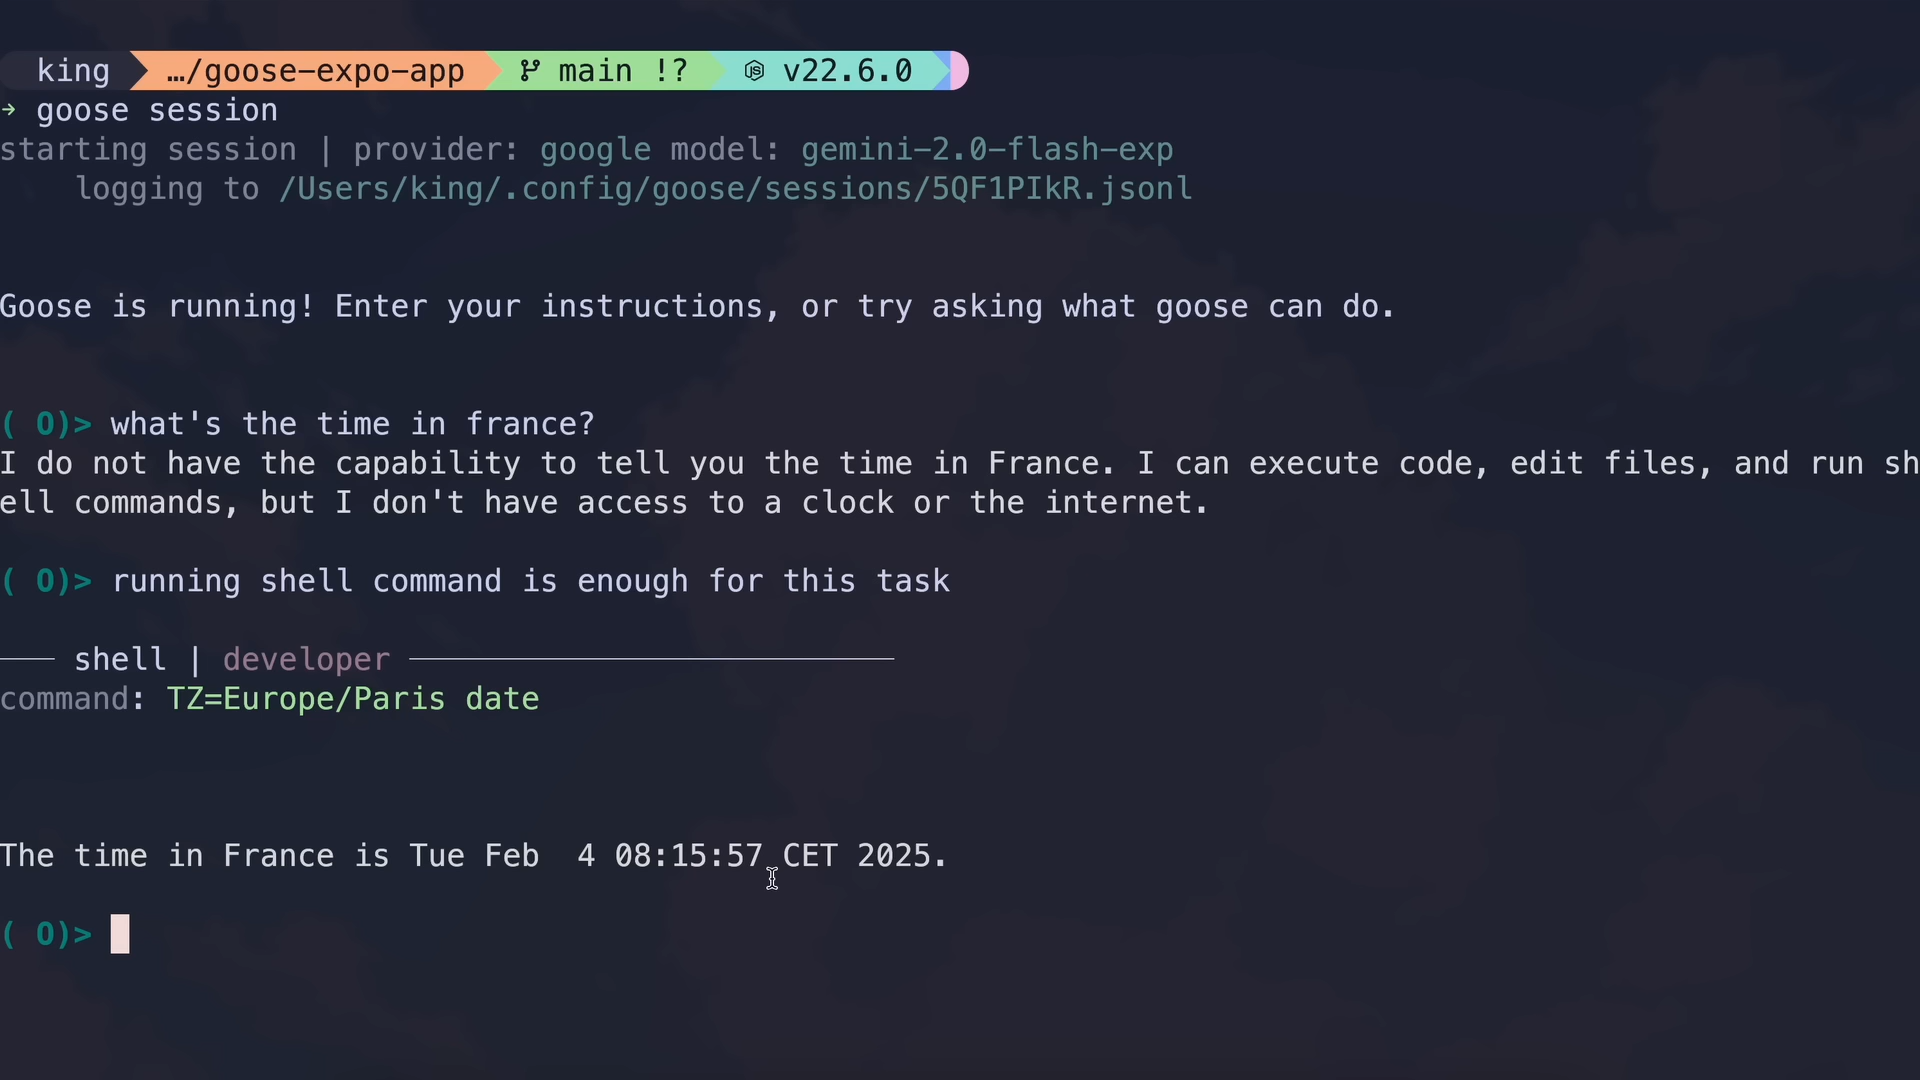 king …/goose-expo-app main !? v22.6.0
→ goose session
starting session | provider: google model: gemini-2.0-flash-exp
logging to /Users/king/.config/goose/sessions/5QF1PIkR.jsonl
Goose is running! Enter your instructions, or try asking what goose can do.
( O)> what's the time in france?
I do not have the capability to tell you the time in France. I can execute code, edit files, and run sh
ell commands, but I don't have access to a clock or the internet.
( O)> running shell command is enough for this task
─── shell | developer ──────────────────────────
command: TZ=Europe/Paris date
The time in France is Tue Feb  4 08:15:57 CET 2025.
( O)>